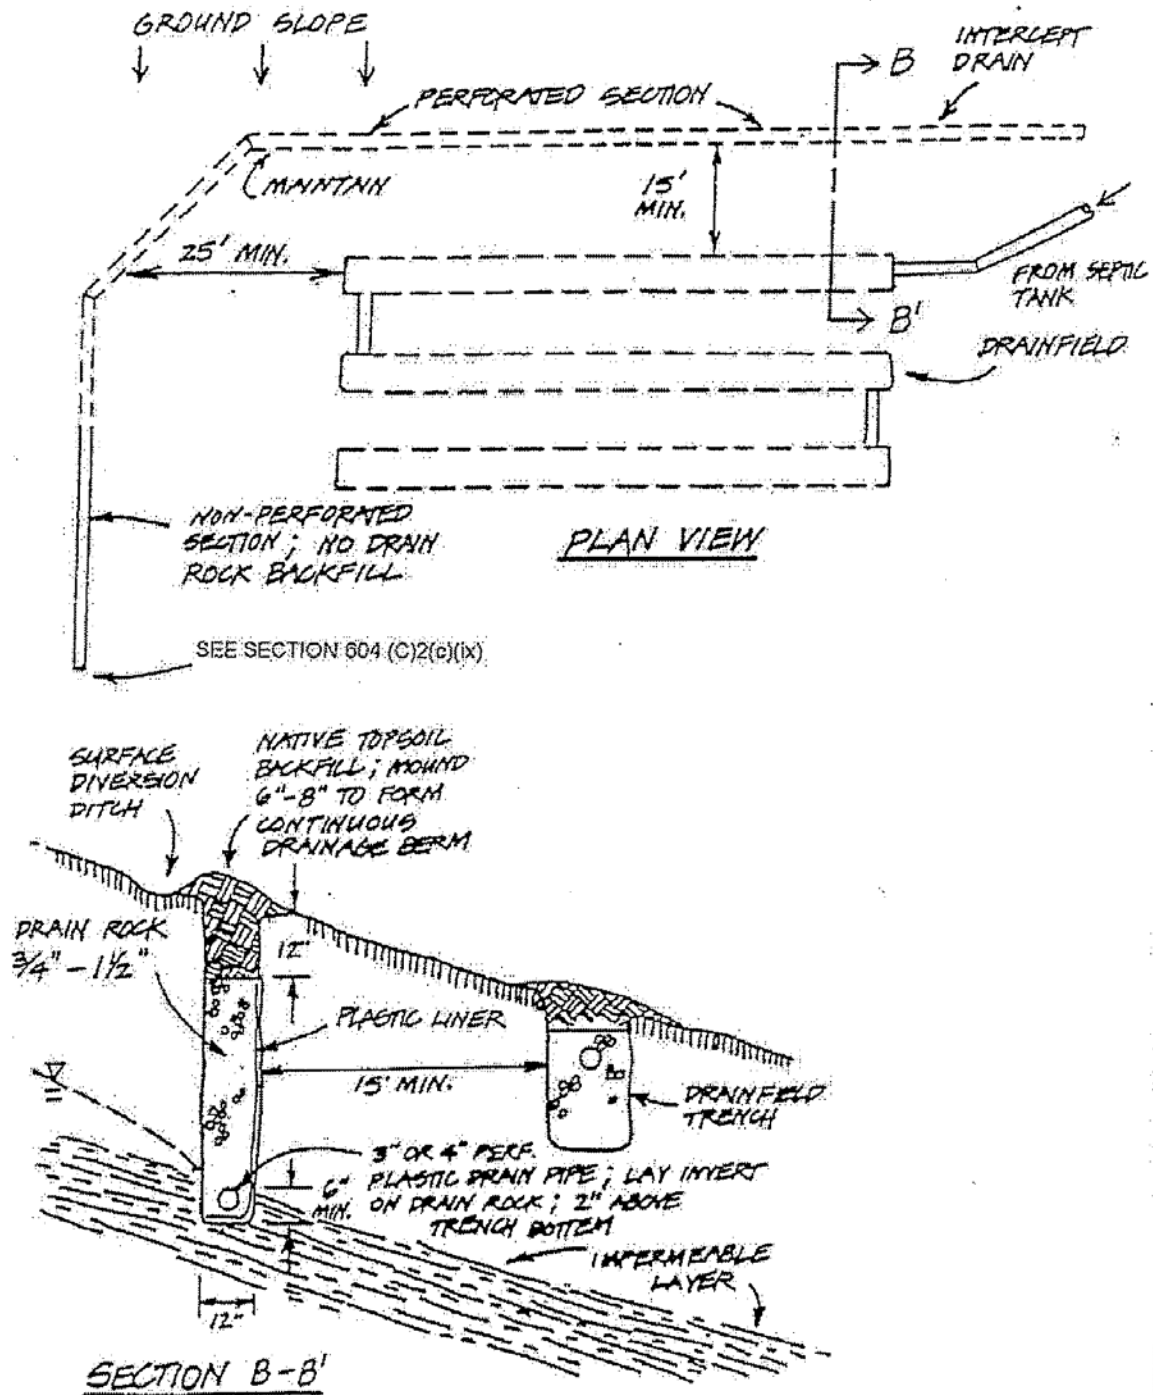 GROUND SLOPE
INTERCEPT
DRAIN
B
PERFORATED SECTION
MAINTAIN
15'
MIN.
25' MIN.
FROM SEPTIC
TANK
B'
DRAINFIELD
NON-PERFORATED
SECTION; NO DRAIN
ROCK BACKFILL
PLAN VIEW
SEE SECTION 604 (C)2(c)(ix)
SURFACE
DIVERSION
DITCH
NATIVE TOPSOIL
BACKFILL; MOUND
6"-8" TO FORM
CONTINUOUS
DRAINAGE BERM
DRAIN ROCK
3/4" - 1 1/2"
12"
PLASTIC LINER
15' MIN.
DRAINFIELD
TRENCH
3" OR 4" PERF.
PLASTIC DRAIN PIPE; LAY INVERT
ON DRAIN ROCK; 2" ABOVE
TRENCH BOTTEM
6"
MIN.
IMPERMEABLE
LAYER
12"
SECTION B-B'